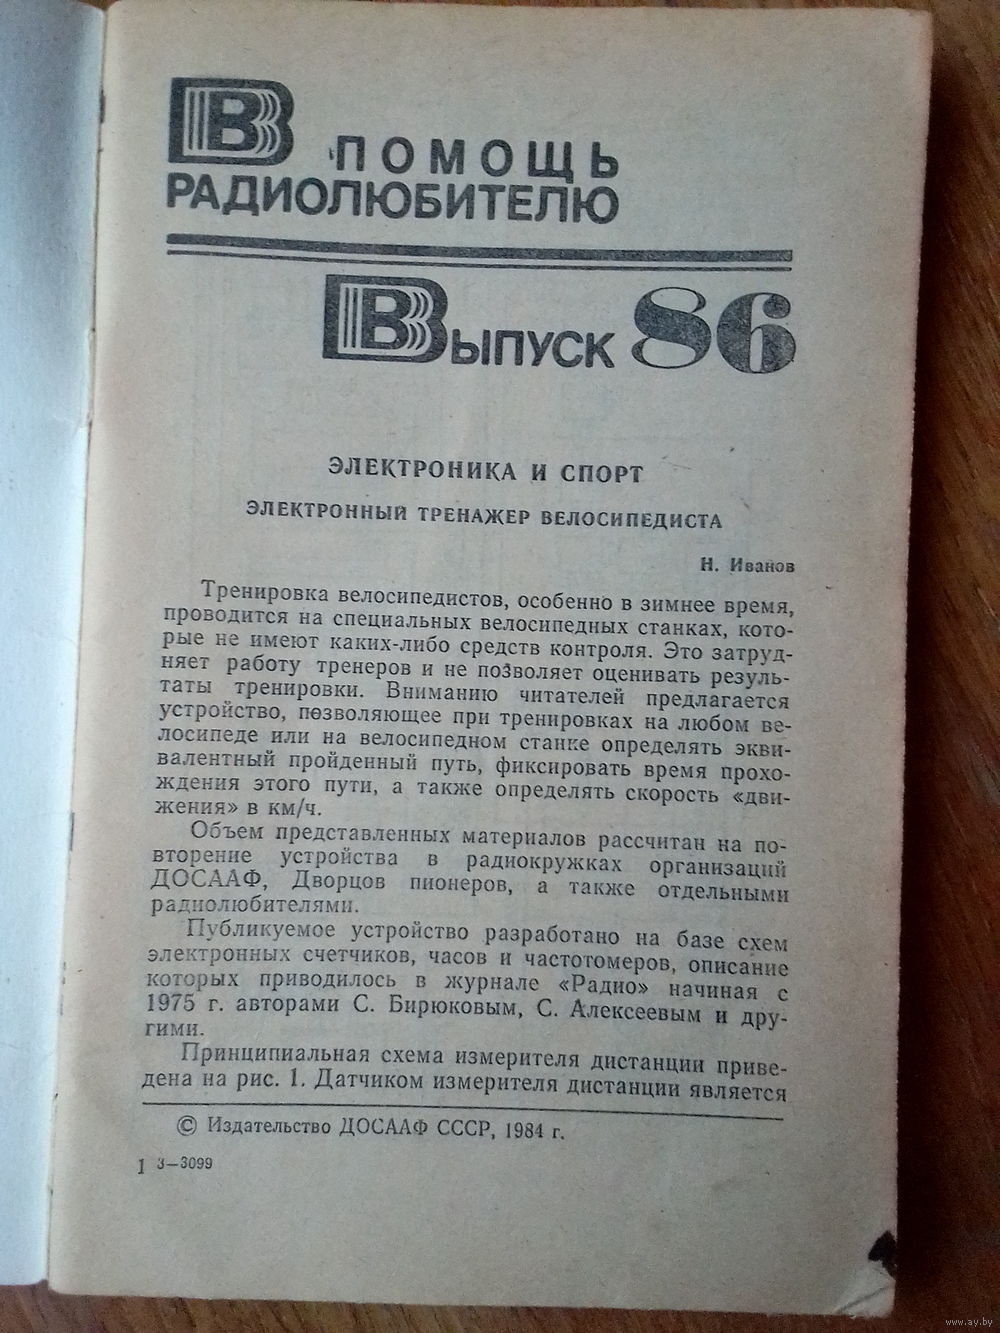 В ПОМОЩЬ
РАДИОЛЮБИТЕЛЮ
ВЫПУСК 86
ЭЛЕКТРОНИКА И СПОРТ
ЭЛЕКТРОННЫЙ ТРЕНАЖЕР ВЕЛОСИПЕДИСТА
Н. Иванов
Тренировка велосипедистов, особенно в зимнее время,
проводится на специальных велосипедных станках, кото-
рые не имеют каких-либо средств контроля. Это затруд-
няет работу тренеров и не позволяет оценивать резуль-
таты тренировки. Вниманию читателей предлагается
устройство, позволяющее при тренировках на любом ве-
лосипеде или на велосипедном станке определять экви-
валентный пройденный путь, фиксировать время прохо-
ждения этого пути, а также определять скорость «дви-
жения» в км/ч.
Объем представленных материалов рассчитан на по-
вторение устройства в радиокружках организаций
ДОСААФ, Дворцов пионеров, а также отдельными
радиолюбителями.
Публикуемое устройство разработано на базе схем
электронных счетчиков, часов и частотомеров, описание
которых приводилось в журнале «Радио» начиная с
1975 г. авторами С. Бирюковым, С. Алексеевым и дру-
гими.
Принципиальная схема измерителя дистанции приве-
дена на рис. 1. Датчиком измерителя дистанции является
© Издательство ДОСААФ СССР, 1984 г.
1 3—3099
www.ay.by